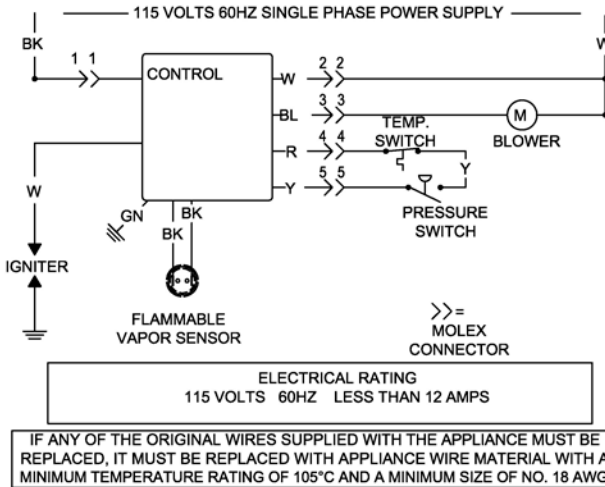 115 VOLTS 60HZ SINGLE PHASE POWER SUPPLY
BK
W
1 1
CONTROL
W
2 2
BL
3 3
M
BLOWER
TEMP.
SWITCH
R
4 4
Y
Y
5 5
PRESSURE
SWITCH
W
GN
BK
BK
IGNITER
FLAMMABLE
VAPOR SENSOR
>>=
MOLEX
CONNECTOR
ELECTRICAL RATING
115 VOLTS 60HZ LESS THAN 12 AMPS
IF ANY OF THE ORIGINAL WIRES SUPPLIED WITH THE APPLIANCE MUST BE
REPLACED, IT MUST BE REPLACED WITH APPLIANCE WIRE MATERIAL WITH A
MINIMUM TEMPERATURE RATING OF 105°C AND A MINIMUM SIZE OF NO. 18 AWG